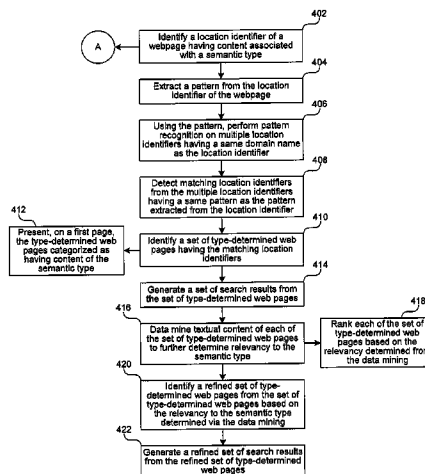 402
Identify a location identifier of a
webpage having content associated
with a semantic type
A
404
Extract a pattern from the location
identifier of the webpage
406
Using the pattern, perform pattern
recognition on multiple location
identifiers having a same domain name
as the location identifier
408
Detect matching location identifiers
from the multiple location identifiers
having a same pattern as the pattern
extracted from the location identifier
412
Present, on a first page,
the type-determined web
pages categorized as
having content of the
semantic type
410
Identify a set of type-determined web
pages having the matching location
identifiers
414
Generate a set of search results from
the set of type-determined web pages
416
Data mine textual content of each of
the set of type-determined web pages
to further determine relevancy to the
semantic type
418
Rank each of the set of
type-determined web
pages based on the
relevancy determined from
the data mining
420
Identify a refined set of type-
determined web pages from the set of
type-determined web pages based on
the relevancy to the semantic type
determined via the data mining
422
Generate a refined set of search results
from the refined set of type-determined
web pages